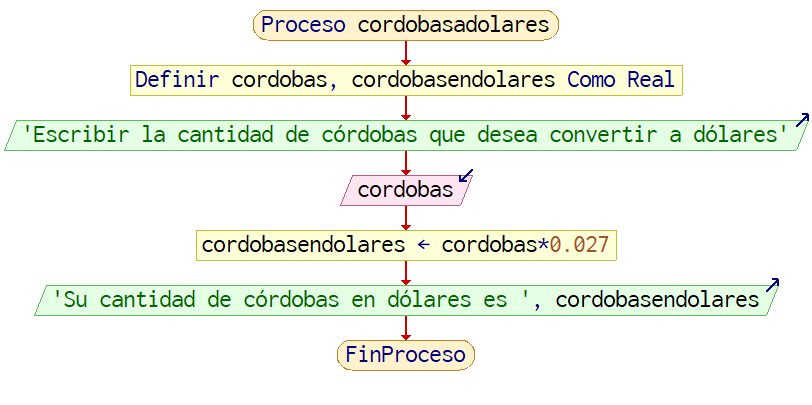 Proceso cordobasadolares
Definir cordobas, cordobasendolares Como Real
'Escribir la cantidad de córdobas que desea convertir a dólares'
cordobas
cordobasendolares ← cordobas*0.027
'Su cantidad de córdobas en dólares es ', cordobasendolares
FinProceso